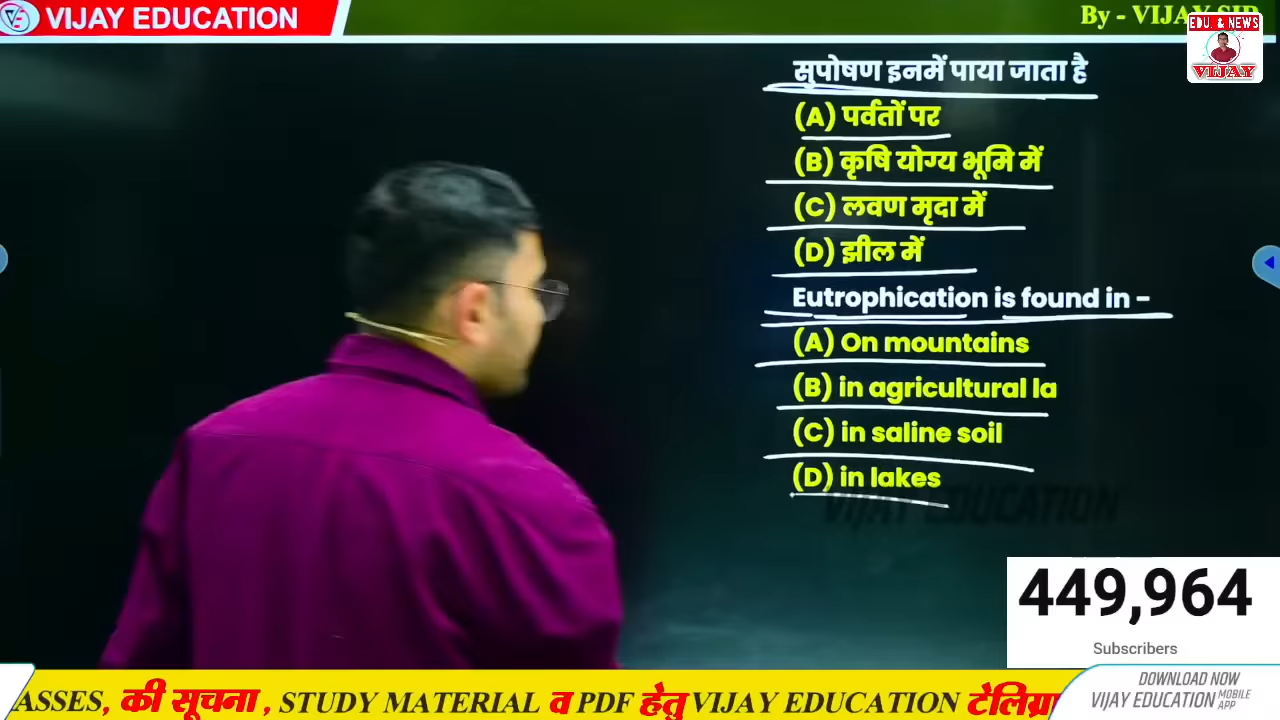 VIJAY EDUCATION
By - VIJAY SIR
EDU. & NEWS
VIJAY
सुपोषण इनमें पाया जाता है
(A) पर्वतों पर
(B) कृषि योग्य भूमि में
(C) लवण मृदा में
(D) झील में
Eutrophication is found in -
(A) On mountains
(B) in agricultural la
(C) in saline soil
(D) in lakes
VIJAY EDUCATION
449,964
Subscribers
ASSES, की सूचना , STUDY MATERIAL व PDF हेतु VIJAY EDUCATION टेलिग्रा
DOWNLOAD NOW
VIJAY EDUCATION MOBILE APP